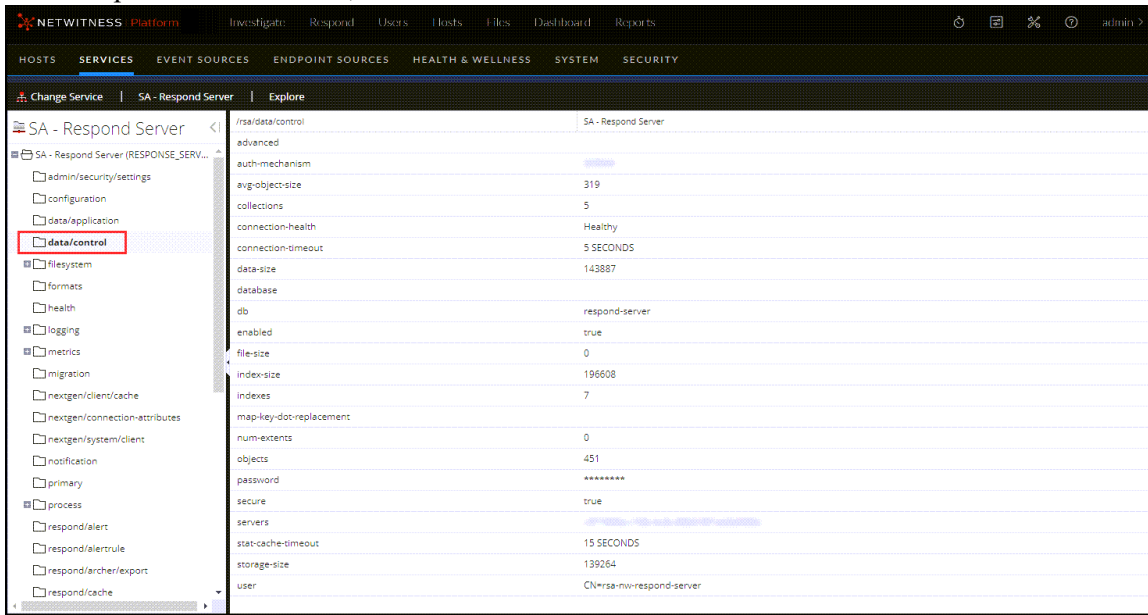 NETWITNESS Platform Investigate Respond Users Hosts Files Dashboard Reports admin >
HOSTS SERVICES EVENT SOURCES ENDPOINT SOURCES HEALTH & WELLNESS SYSTEM SECURITY
Change Service | SA - Respond Server | Explore
SA - Respond Server
SA - Respond Server (RESPONSE_SERV...
admin/security/settings
configuration
data/application
data/control
filesystem
formats
health
logging
metrics
migration
nextgen/client/cache
nextgen/connection-attributes
nextgen/system/client
notification
primary
process
respond/alert
respond/alertrule
respond/archer/export
respond/cache
/rsa/data/control SA - Respond Server
advanced
auth-mechanism
avg-object-size 319
collections 5
connection-health Healthy
connection-timeout 5 SECONDS
data-size 143887
database
db respond-server
enabled true
file-size 0
index-size 196608
indexes 7
map-key-dot-replacement
num-extents 0
objects 451
password ********
secure true
servers
stat-cache-timeout 15 SECONDS
storage-size 139264
user CN=rsa-nw-respond-server